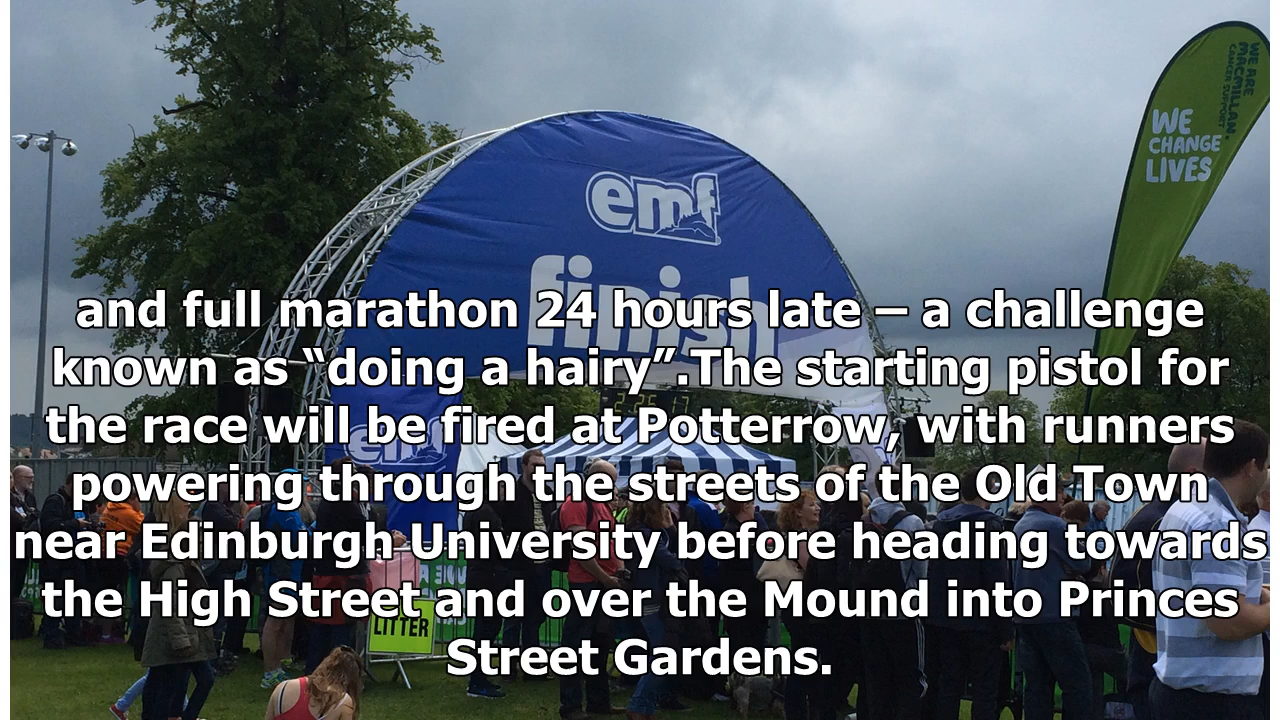 WE ARE
MACMILLAN.
CANCER SUPPORT
WE
CHANGE
LIVES
emf
finish
and full marathon 24 hours late – a challenge
known as “doing a hairy”.The starting pistol for
the race will be fired at Potterrow, with runners
powering through the streets of the Old Town
near Edinburgh University before heading towards
the High Street and over the Mound into Princes
Street Gardens.
emf
LITTER